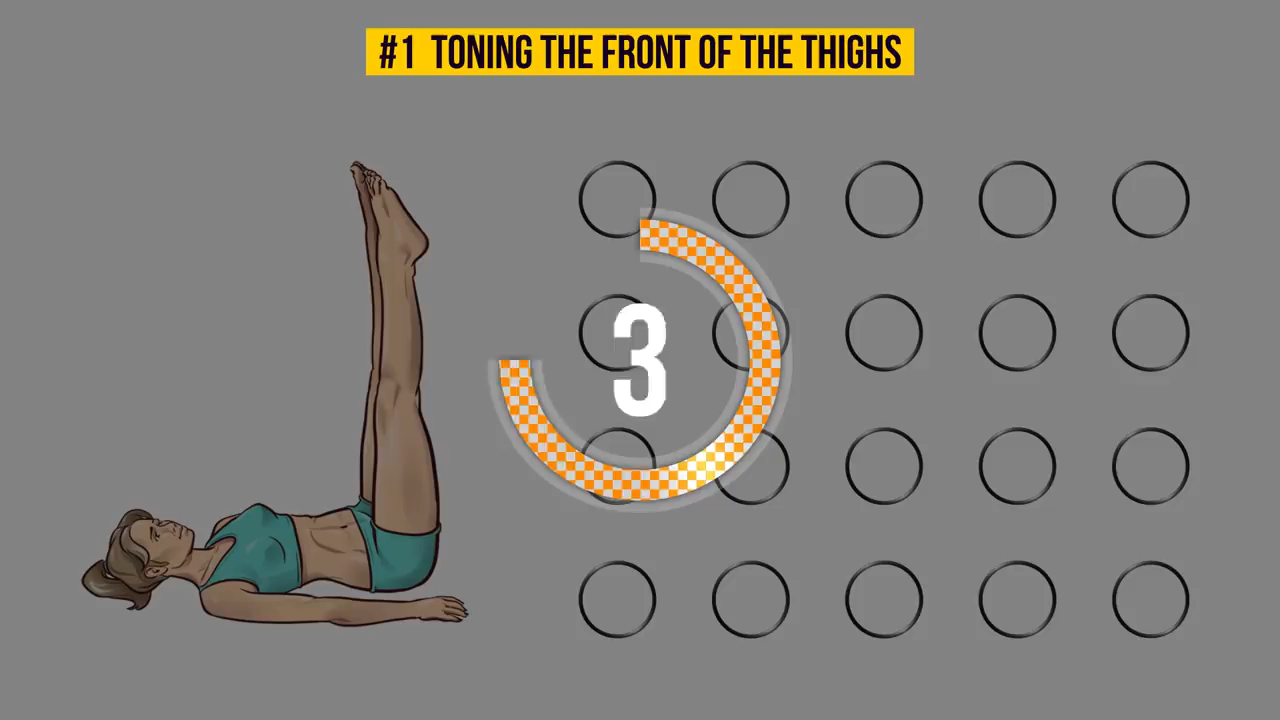 #1 TONING THE FRONT OF THE THIGHS
3